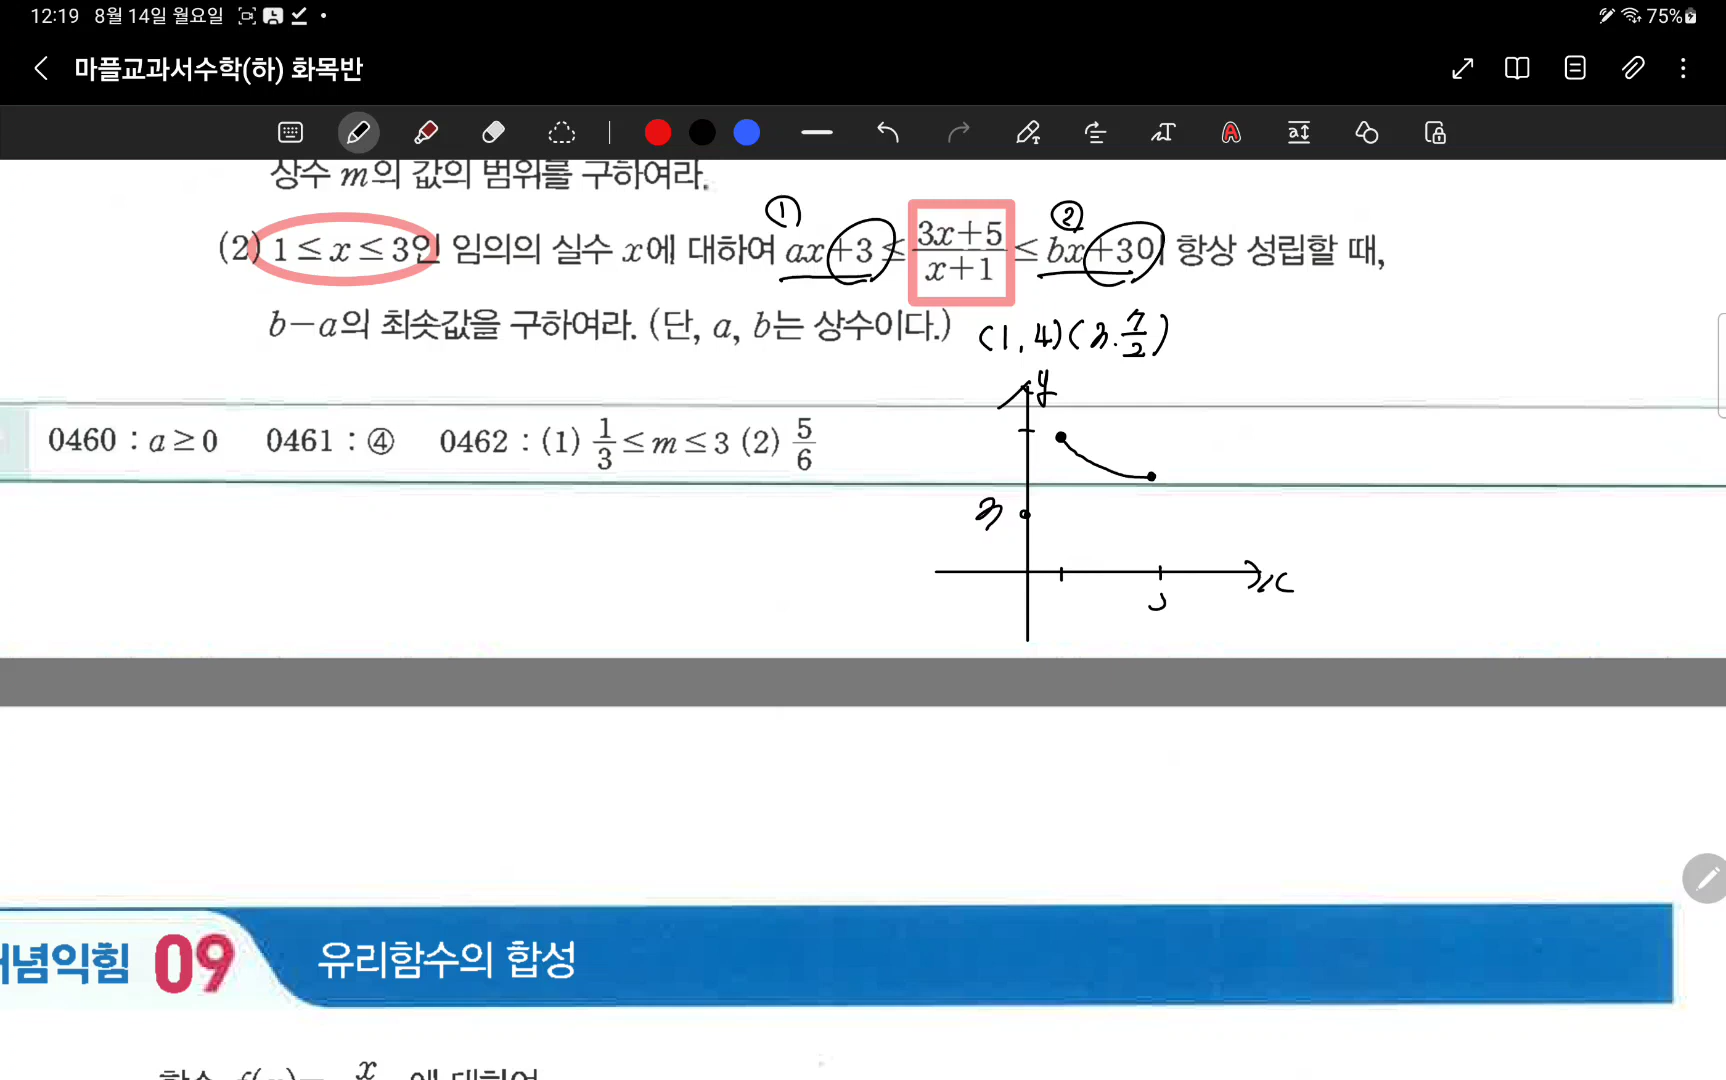 12:19 8월 14일 월요일 75%
마플교과서수학(하) 화목반
상수 m의 값의 범위를 구하여라.
① ②
(2) 1≤x≤3인 임의의 실수 x에 대하여 ax+3≤(3x+5)/(x+1)≤bx+3이 항상 성립할 때,
b−a의 최솟값을 구하여라. (단, a, b는 상수이다.) (1, 4)(3, 7/2)
y
0460 : a≥0 0461 : ④ 0462 : (1) 1/3≤m≤3 (2) 5/6
3
x
개념익힘 09 유리함수의 합성